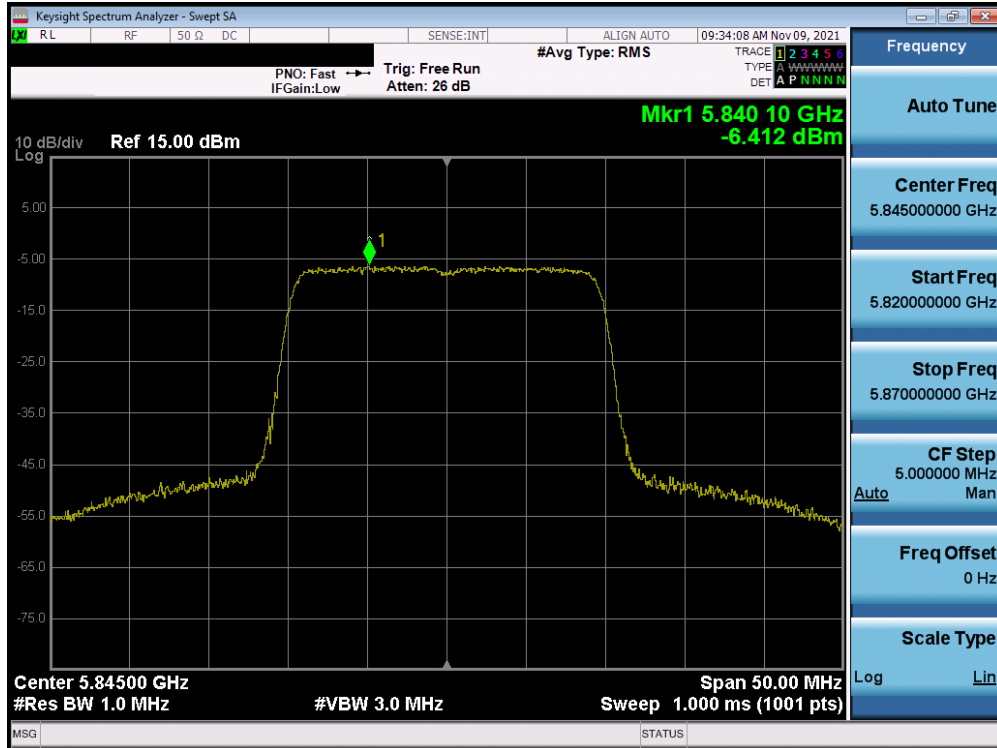 Keysight Spectrum Analyzer - Swept SA
LXI RL RF 50 Ω DC SENSE:INT ALIGN AUTO 09:34:08 AM Nov 09, 2021
#Avg Type: RMS
TRACE 1 2 3 4 5 6
PNO: Fast Trig: Free Run
TYPE A WWWWW
IFGain:Low Atten: 26 dB
DET A P N N N N
Mkr1 5.840 10 GHz
-6.412 dBm
10 dB/div Ref 15.00 dBm
Log
1
5.00
-5.00
-15.0
-25.0
-35.0
-45.0
-55.0
-65.0
-75.0
Center 5.84500 GHz Span 50.00 MHz
#Res BW 1.0 MHz #VBW 3.0 MHz Sweep 1.000 ms (1001 pts)
MSG STATUS
Frequency
Auto Tune
Center Freq
5.845000000 GHz
Start Freq
5.820000000 GHz
Stop Freq
5.870000000 GHz
CF Step
5.000000 MHz
Auto Man
Freq Offset
0 Hz
Scale Type
Log Lin